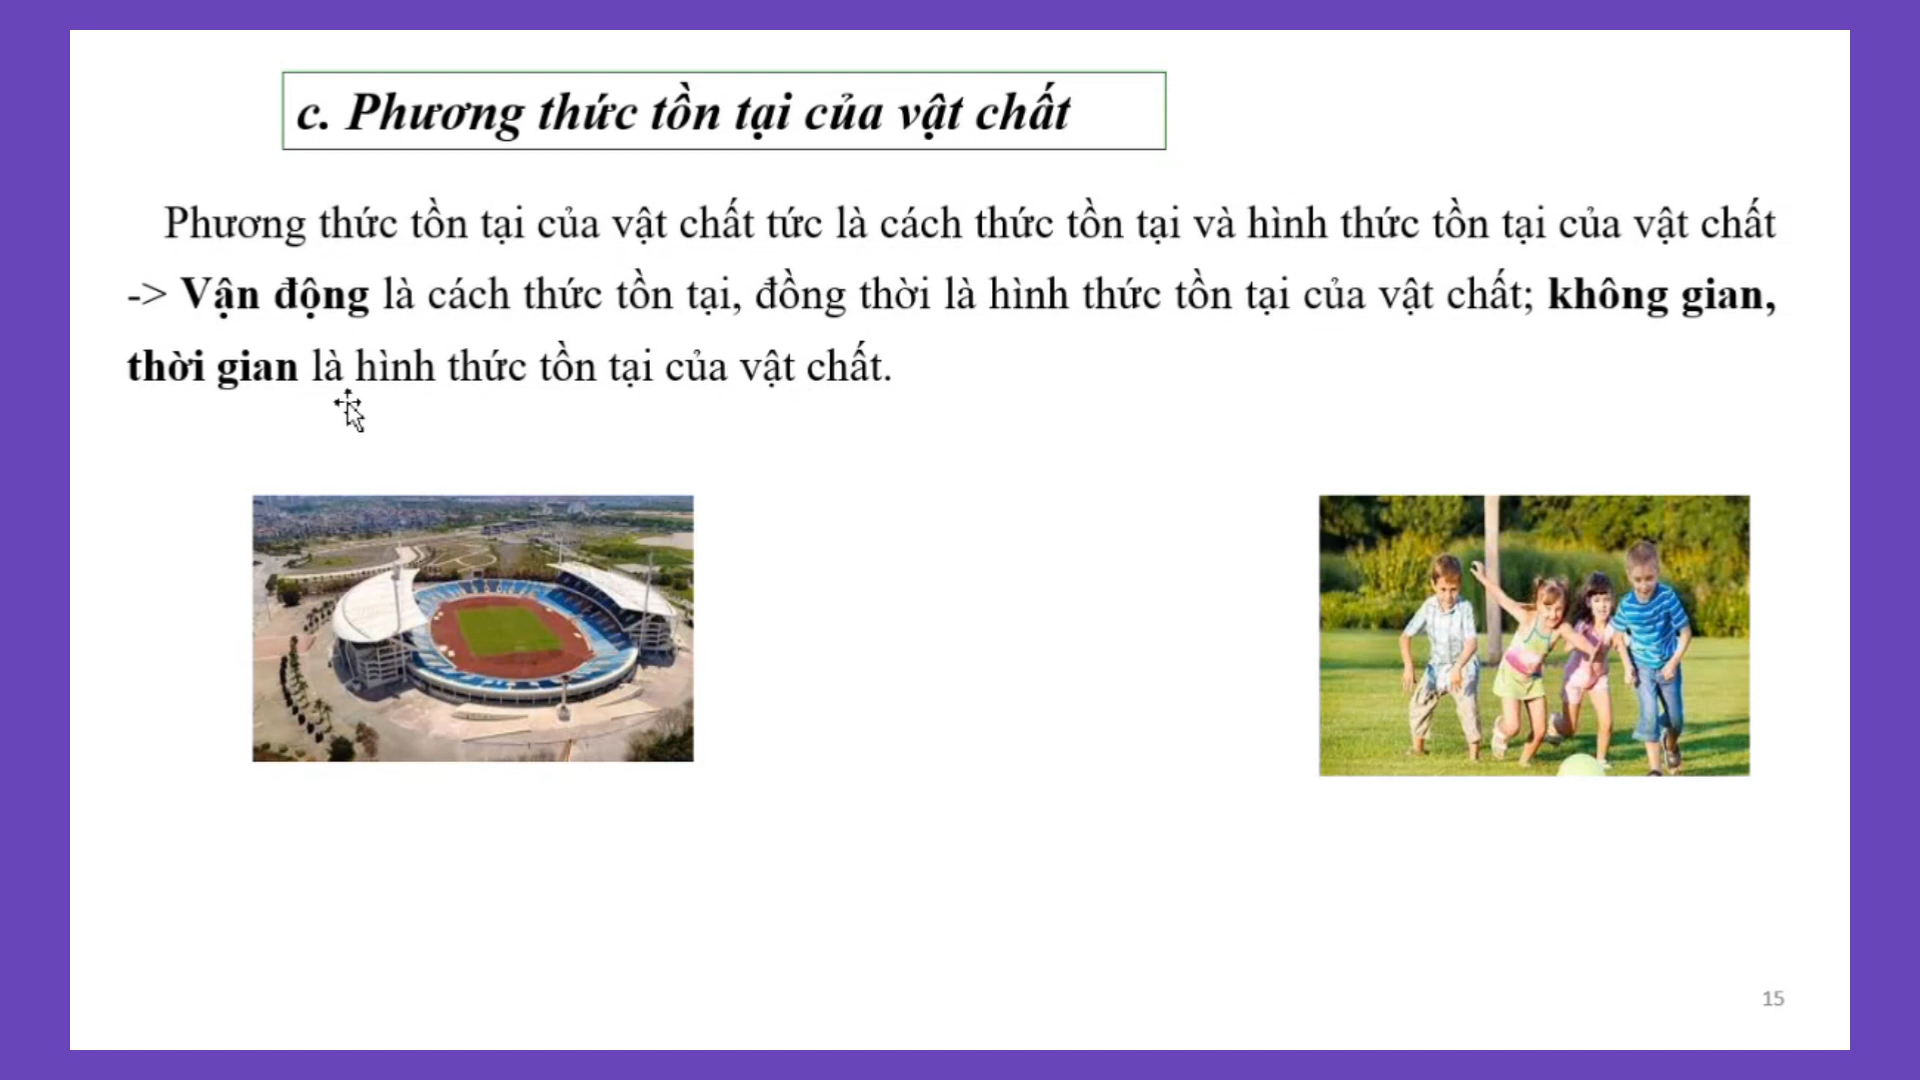 c. Phương thức tồn tại của vật chất
Phương thức tồn tại của vật chất tức là cách thức tồn tại và hình thức tồn tại của vật chất
-> Vận động là cách thức tồn tại, đồng thời là hình thức tồn tại của vật chất; không gian,
thời gian là hình thức tồn tại của vật chất.
15